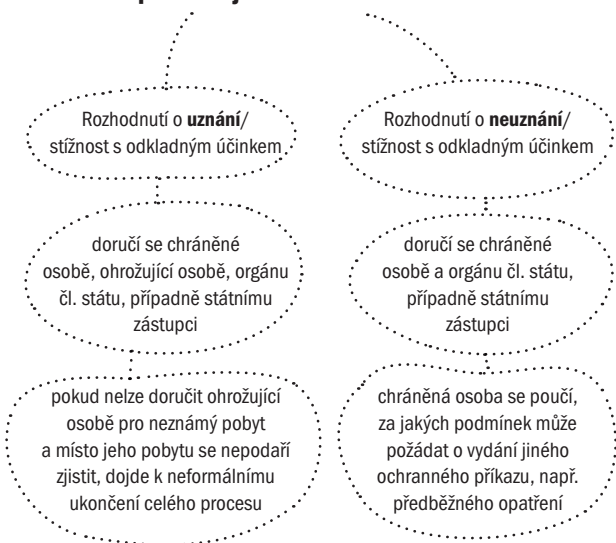 Rozhodnutí o uznání/
stížnost s odkladným účinkem
Rozhodnutí o neuznání/
stížnost s odkladným účinkem
doručí se chráněné
osobě, ohrožující osobě, orgánu
čl. státu, případně státnímu
zástupci
doručí se chráněné
osobě a orgánu čl. státu,
případně státnímu
zástupci
pokud nelze doručit ohrožující
osobě pro neznámý pobyt
a místo jeho pobytu se nepodaří
zjistit, dojde k neformálnímu
ukončení celého procesu
chráněná osoba se poučí,
za jakých podmínek může
požádat o vydání jiného
ochranného příkazu, např.
předběžného opatření